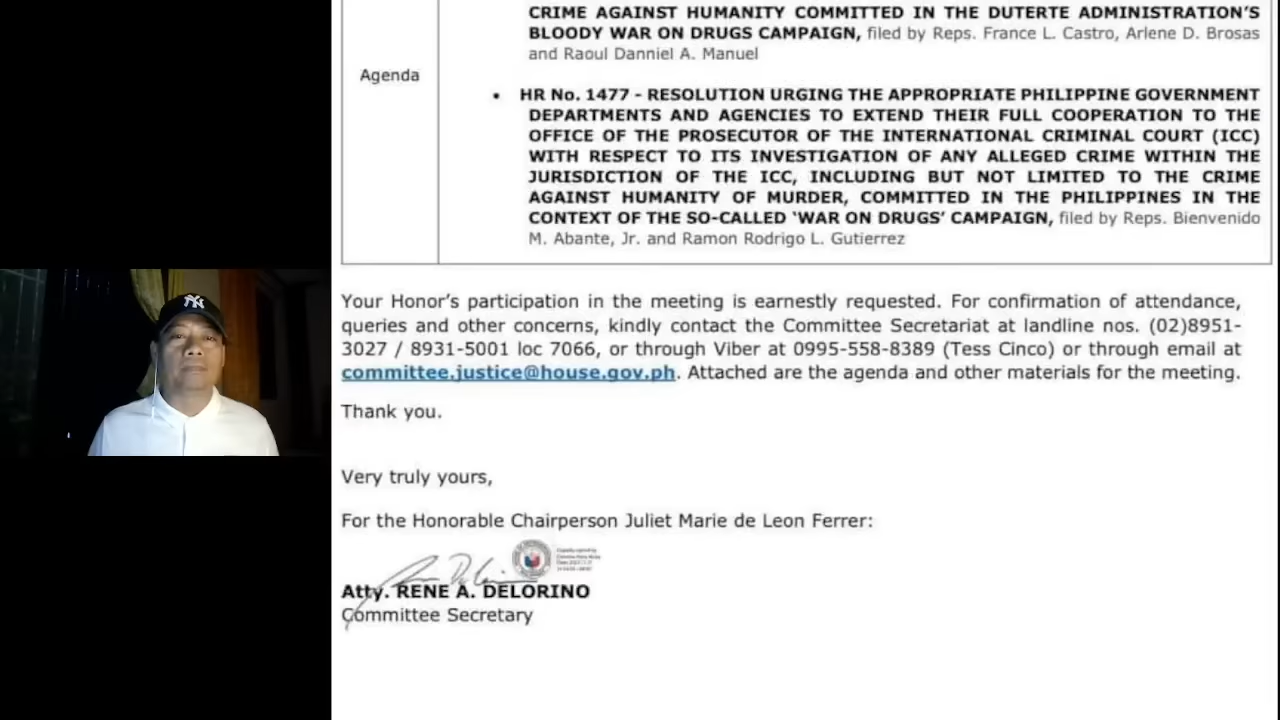 CRIME AGAINST HUMANITY COMMITTED IN THE DUTERTE ADMINISTRATION'S
BLOODY WAR ON DRUGS CAMPAIGN, filed by Reps. France L. Castro, Arlene D. Brosas
and Raoul Danniel A. Manuel
Agenda
• HR No. 1477 - RESOLUTION URGING THE APPROPRIATE PHILIPPINE GOVERNMENT
DEPARTMENTS AND AGENCIES TO EXTEND THEIR FULL COOPERATION TO THE
OFFICE OF THE PROSECUTOR OF THE INTERNATIONAL CRIMINAL COURT (ICC)
WITH RESPECT TO ITS INVESTIGATION OF ANY ALLEGED CRIME WITHIN THE
JURISDICTION OF THE ICC, INCLUDING BUT NOT LIMITED TO THE CRIME
AGAINST HUMANITY OF MURDER, COMMITTED IN THE PHILIPPINES IN THE
CONTEXT OF THE SO-CALLED 'WAR ON DRUGS' CAMPAIGN, filed by Reps. Bienvenido
M. Abante, Jr. and Ramon Rodrigo L. Gutierrez
Your Honor's participation in the meeting is earnestly requested. For confirmation of attendance,
queries and other concerns, kindly contact the Committee Secretariat at landline nos. (02)8951-
3027 / 8931-5001 loc 7066, or through Viber at 0995-558-8389 (Tess Cinco) or through email at
committee.justice@house.gov.ph. Attached are the agenda and other materials for the meeting.
Thank you.
Very truly yours,
For the Honorable Chairperson Juliet Marie de Leon Ferrer:
Atty. RENE A. DELORINO
Committee Secretary
NY